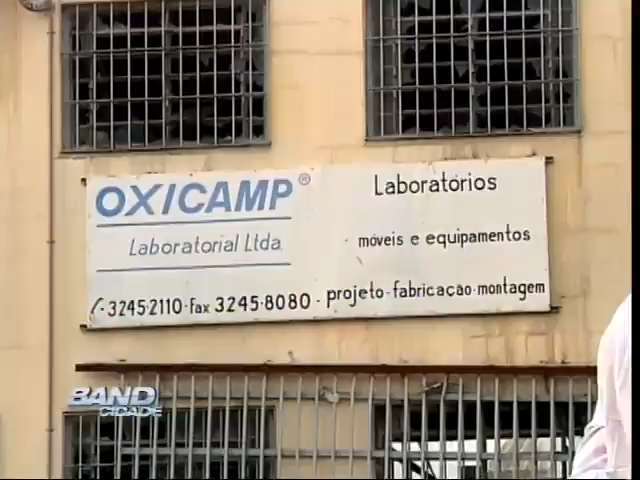 OXICAMP®
Laboratorial Ltda.
3245-2110 - fax 3245-8080 -
Laboratórios
móveis e equipamentos
projeto - fabricação - montagem
BAND
CIDADE